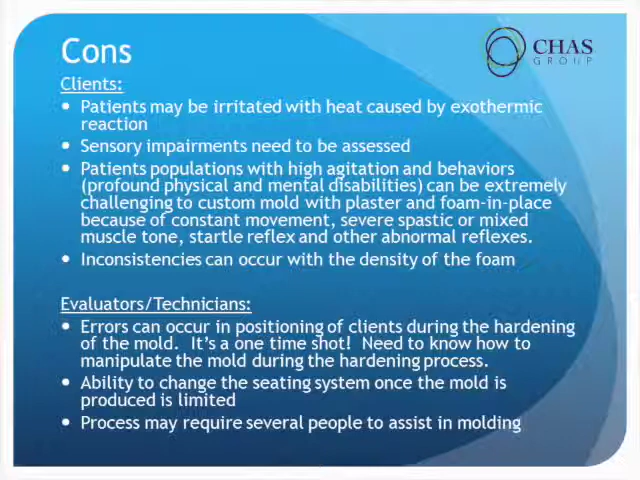 Cons
CHAS
GROUP
Clients:
Patients may be irritated with heat caused by exothermic
reaction
Sensory impairments need to be assessed
Patients populations with high agitation and behaviors
(profound physical and mental disabilities) can be extremely
challenging to custom mold with plaster and foam-in-place
because of constant movement, severe spastic or mixed
muscle tone, startle reflex and other abnormal reflexes.
Inconsistencies can occur with the density of the foam
Evaluators/Technicians:
Errors can occur in positioning of clients during the hardening
of the mold.  It's a one time shot!  Need to know how to
manipulate the mold during the hardening process.
Ability to change the seating system once the mold is
produced is limited
Process may require several people to assist in molding